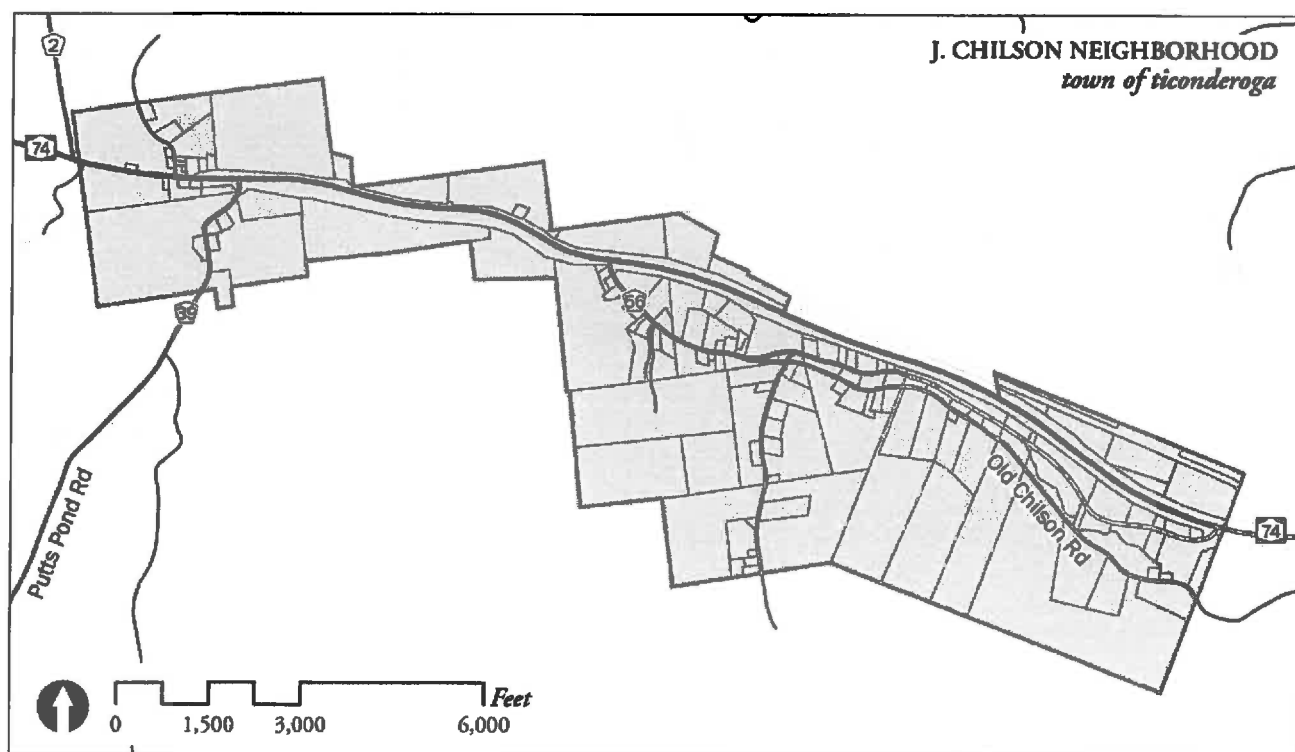 J. CHILSON NEIGHBORHOOD
town of ticonderoga
2
74
39
56
Putts Pond Rd
Old Chilson Rd
74
Feet
0 1,500 3,000 6,000